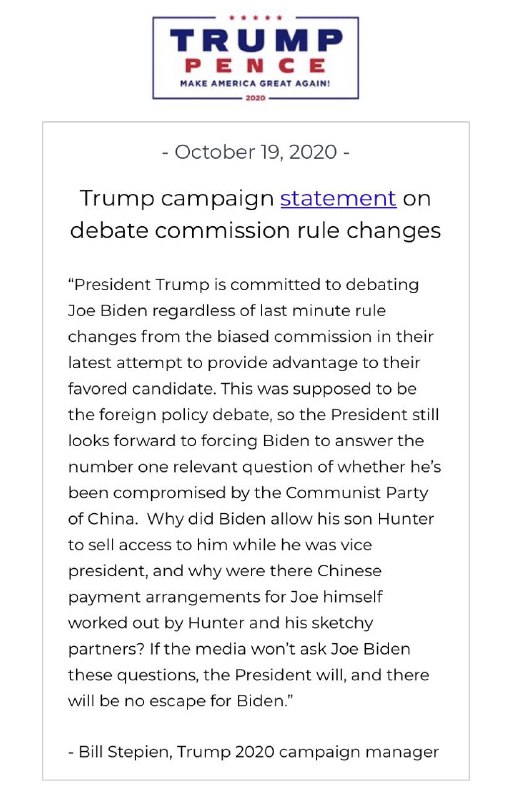 TRUMP
PENCE
MAKE AMERICA GREAT AGAIN!
2020
- October 19, 2020 -
Trump campaign statement on
debate commission rule changes
“President Trump is committed to debating
Joe Biden regardless of last minute rule
changes from the biased commission in their
latest attempt to provide advantage to their
favored candidate. This was supposed to be
the foreign policy debate, so the President still
looks forward to forcing Biden to answer the
number one relevant question of whether he’s
been compromised by the Communist Party
of China.  Why did Biden allow his son Hunter
to sell access to him while he was vice
president, and why were there Chinese
payment arrangements for Joe himself
worked out by Hunter and his sketchy
partners? If the media won’t ask Joe Biden
these questions, the President will, and there
will be no escape for Biden.”
- Bill Stepien, Trump 2020 campaign manager